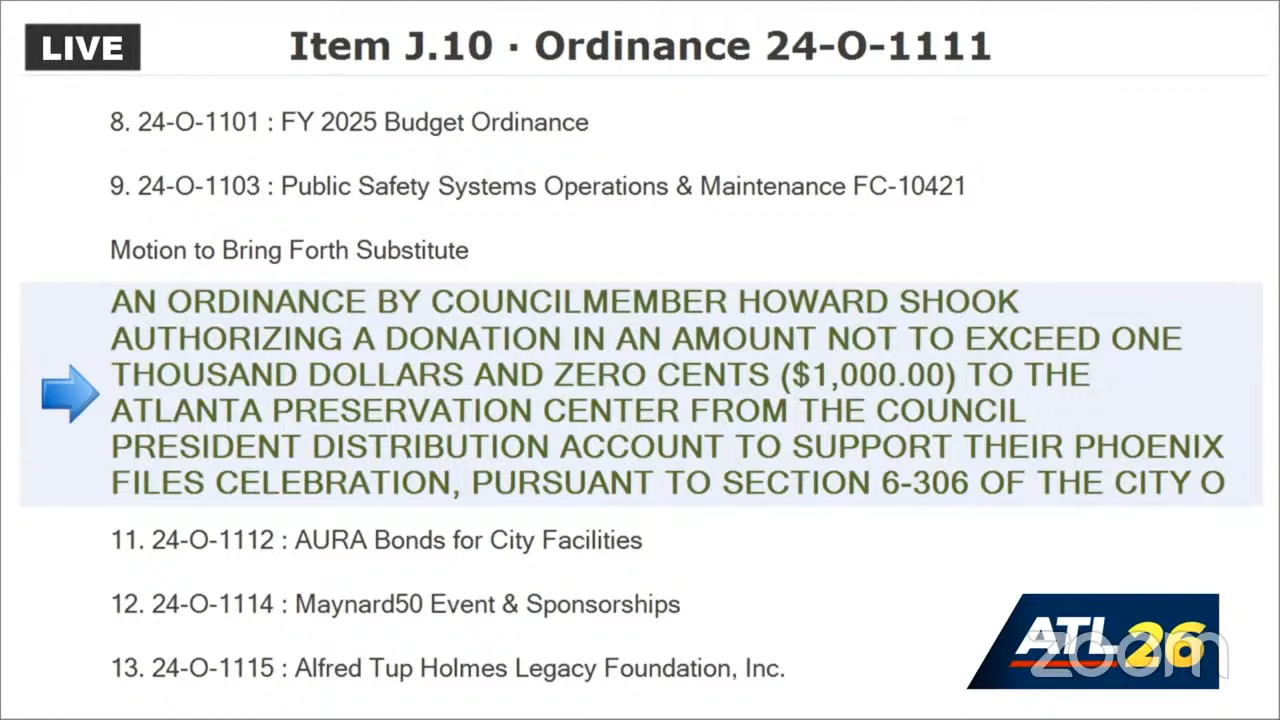 LIVE
Item J.10 · Ordinance 24-O-1111
8. 24-O-1101 : FY 2025 Budget Ordinance
9. 24-O-1103 : Public Safety Systems Operations & Maintenance FC-10421
Motion to Bring Forth Substitute
AN ORDINANCE BY COUNCILMEMBER HOWARD SHOOK
AUTHORIZING A DONATION IN AN AMOUNT NOT TO EXCEED ONE
THOUSAND DOLLARS AND ZERO CENTS ($1,000.00) TO THE
ATLANTA PRESERVATION CENTER FROM THE COUNCIL
PRESIDENT DISTRIBUTION ACCOUNT TO SUPPORT THEIR PHOENIX
FILES CELEBRATION, PURSUANT TO SECTION 6-306 OF THE CITY O
11. 24-O-1112 : AURA Bonds for City Facilities
12. 24-O-1114 : Maynard50 Event & Sponsorships
13. 24-O-1115 : Alfred Tup Holmes Legacy Foundation, Inc.
ATL 26
zoom